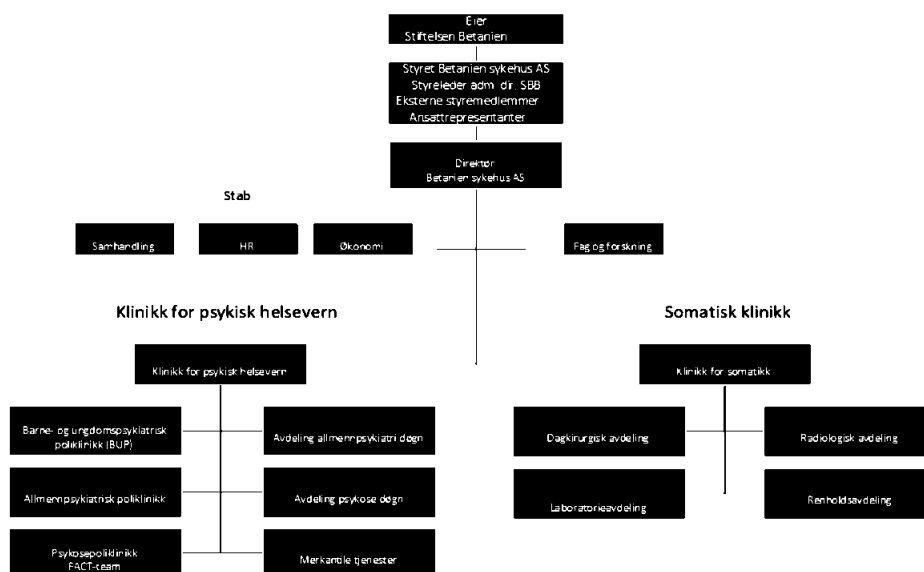 Eier
Stiftelsen Betanien
Styret Betanien sykehus AS
Styreleder adm. dir. SBB
Eksterne styremedlemmer
Ansattrepresentanter
Direktør
Betanien sykehus AS
Stab
Samhandling
HR
Økonomi
Fag og forskning
Klinikk for psykisk helsevern
Somatisk klinikk
Klinikk for psykisk helsevern
Klinikk for somatikk
Barne- og ungdomspsykiatrisk
poliklinikk (BUP)
Avdeling allmennpsykiatri døgn
Dagkirurgisk avdeling
Radiologisk avdeling
Allmennpsykiatrisk poliklinikk
Avdeling psykose døgn
Laboratorieavdeling
Renholdsavdeling
Psykosepoliklinikk
FACT-team
Merkantile tjenester